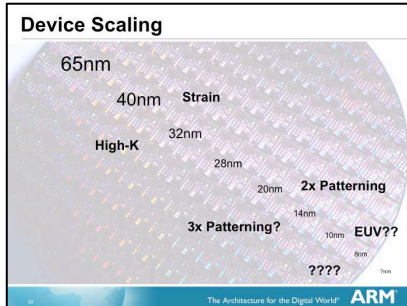 Device Scaling
65nm
40nm Strain
32nm
High-K
28nm
20nm 2x Patterning
14nm
3x Patterning?
10nm EUV??
8nm
????
7nm
The Architecture for the Digital World® ARM®